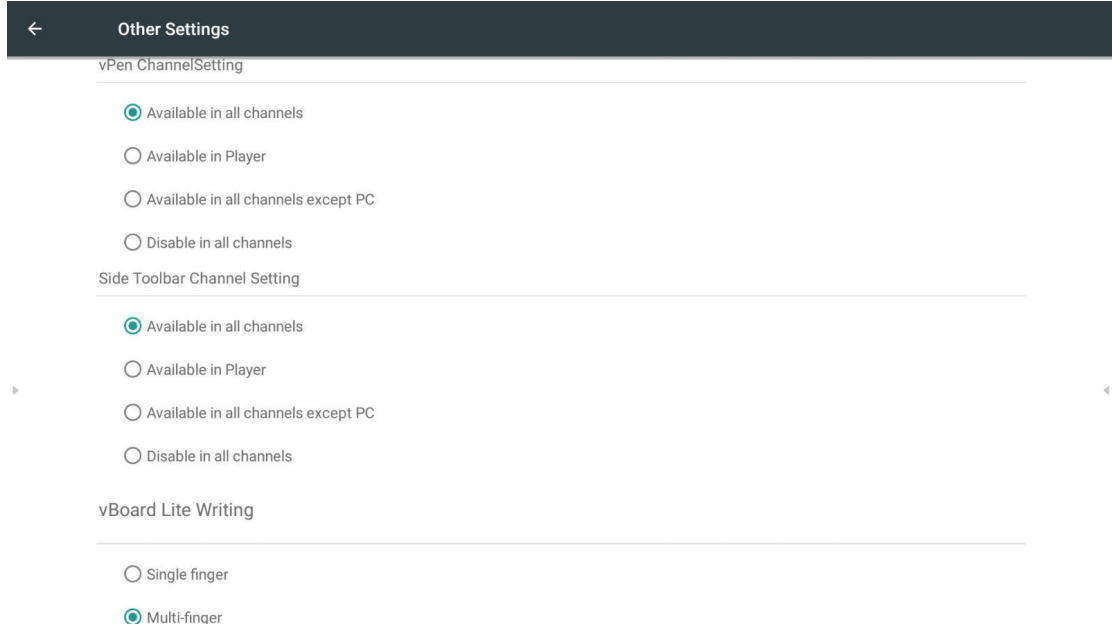 Other Settings
vPen ChannelSetting
Available in all channels
Available in Player
Available in all channels except PC
Disable in all channels
Side Toolbar Channel Setting
Available in all channels
Available in Player
Available in all channels except PC
Disable in all channels
vBoard Lite Writing
Single finger
Multi-finger